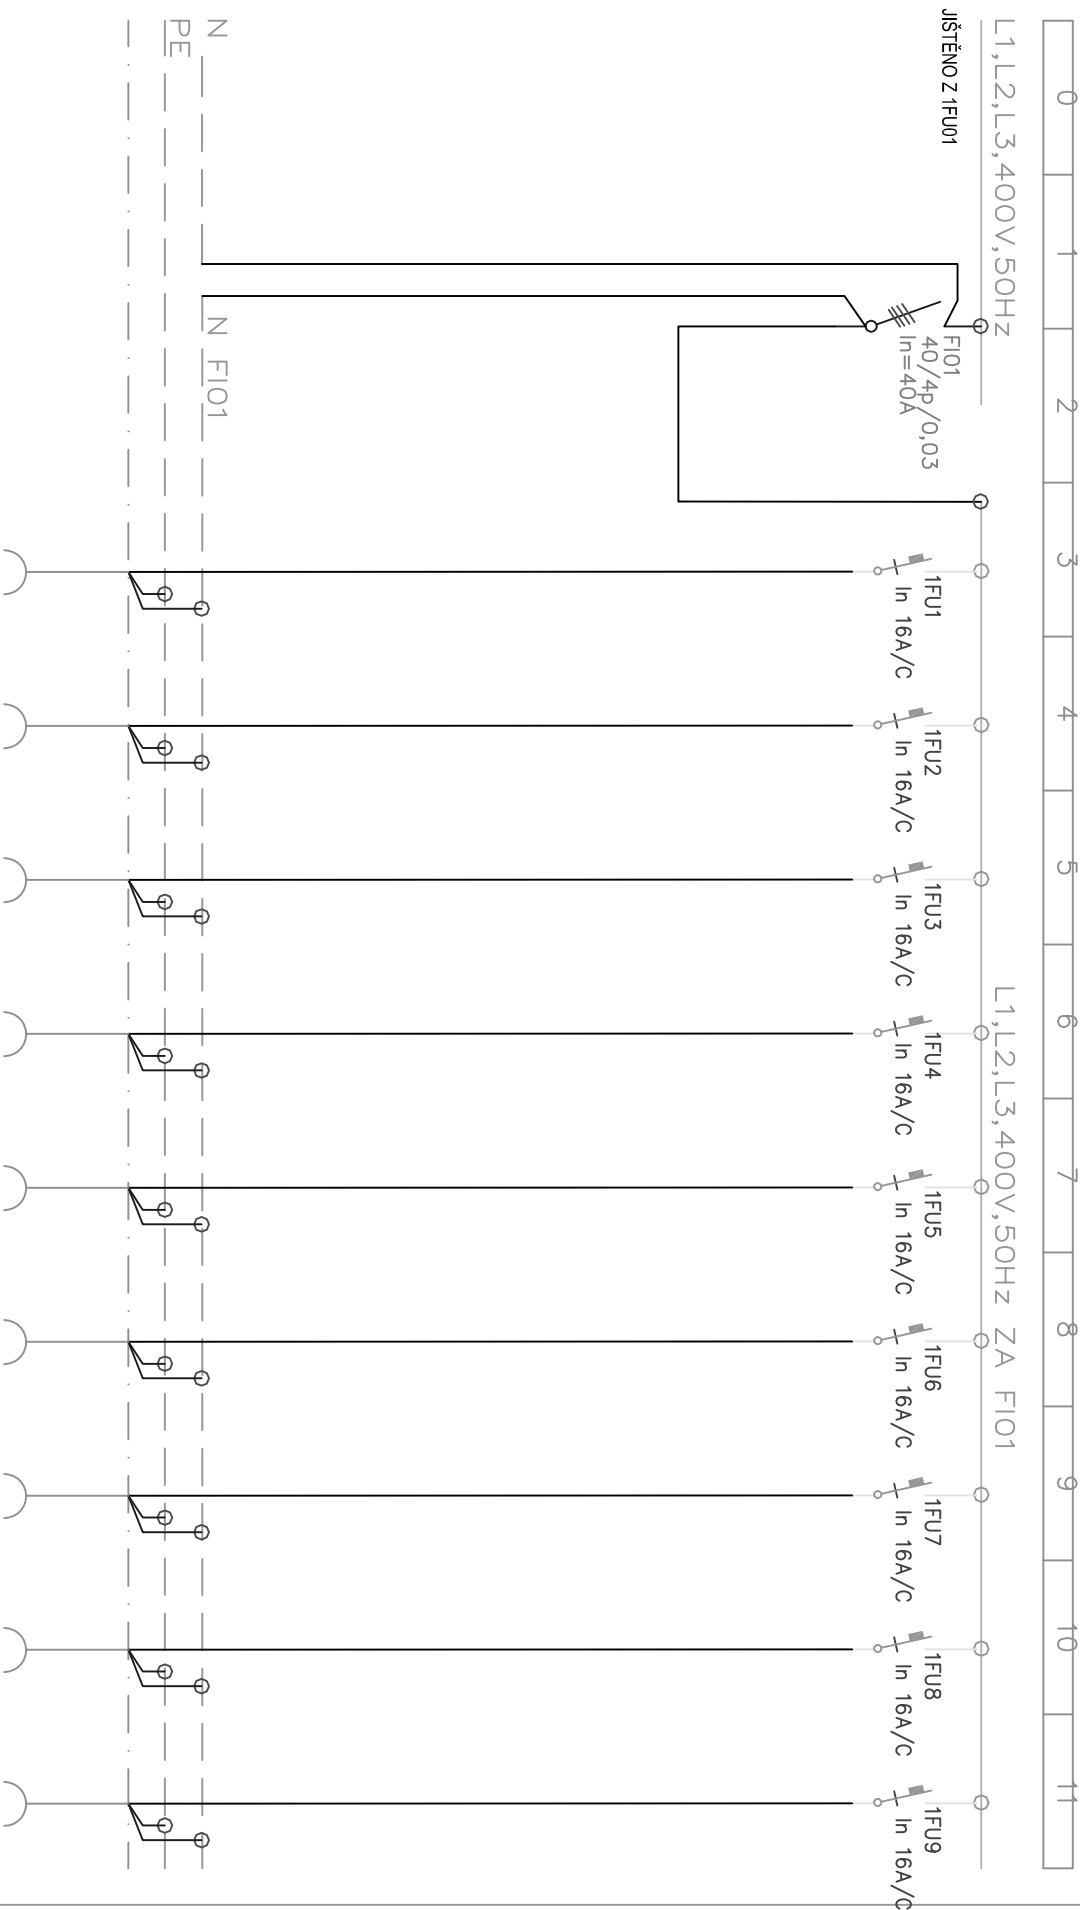 0
1
2
3
4
5
6
7
8
9
10
11
L1,L2,L3,400V,50Hz
L1,L2,L3,400V,50Hz ZA FI01
JIŠTĚNO Z 1FU01
FI01
40/4p/0,03
In=40A
1FU1
In 16A/C
1FU2
In 16A/C
1FU3
In 16A/C
1FU4
In 16A/C
1FU5
In 16A/C
1FU6
In 16A/C
1FU7
In 16A/C
1FU8
In 16A/C
1FU9
In 16A/C
N
N FI01
PE